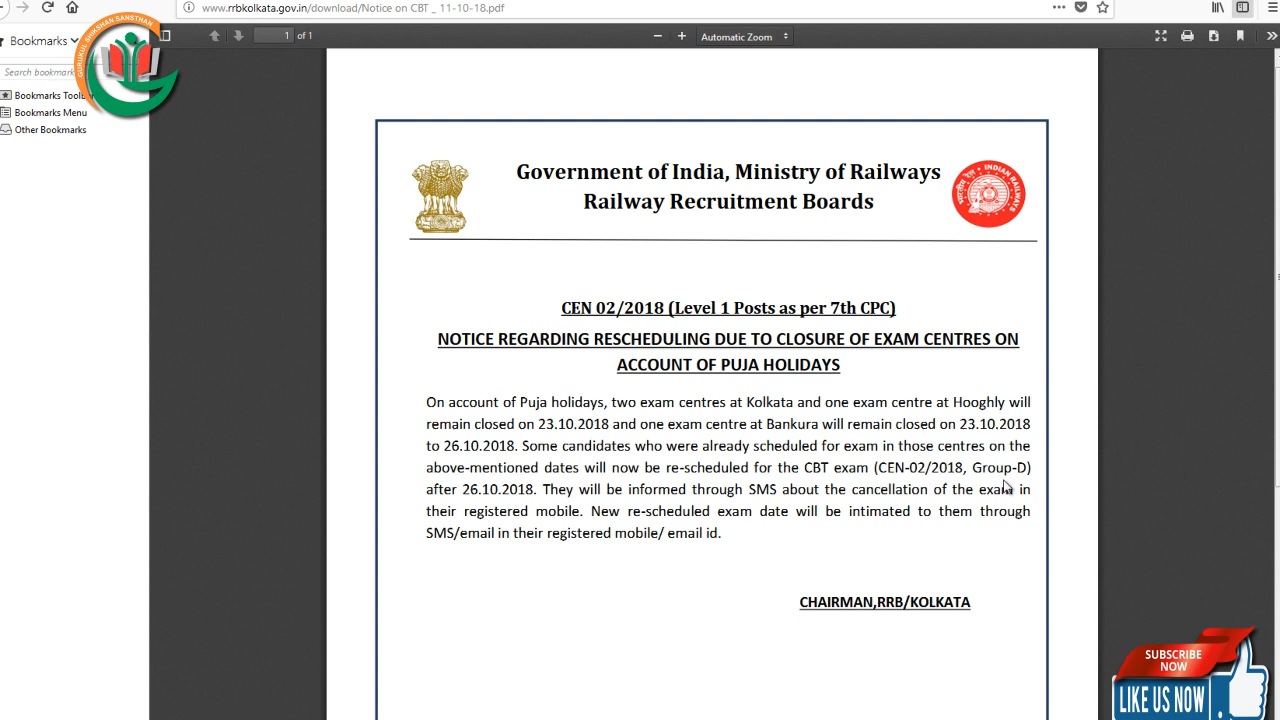 www.rrbkolkata.gov.in/download/Notice on CBT _ 11-10-18.pdf
Bookmarks
1 of 1
Automatic Zoom
GURUKUL SHIKSHAN SANSTHAN
Search bookmarks
Bookmarks Toolb
Bookmarks Menu
Other Bookmarks
Government of India, Ministry of Railways
Railway Recruitment Boards
भारतीय रेल INDIAN RAILWAYS
CEN 02/2018 (Level 1 Posts as per 7th CPC)
NOTICE REGARDING RESCHEDULING DUE TO CLOSURE OF EXAM CENTRES ON
ACCOUNT OF PUJA HOLIDAYS
On account of Puja holidays, two exam centres at Kolkata and one exam centre at Hooghly will
remain closed on 23.10.2018 and one exam centre at Bankura will remain closed on 23.10.2018
to 26.10.2018. Some candidates who were already scheduled for exam in those centres on the
above-mentioned dates will now be re-scheduled for the CBT exam (CEN-02/2018, Group-D)
after 26.10.2018. They will be informed through SMS about the cancellation of the exam in
their registered mobile. New re-scheduled exam date will be intimated to them through
SMS/email in their registered mobile/ email id.
CHAIRMAN,RRB/KOLKATA
SUBSCRIBE
NOW
LIKE US NOW